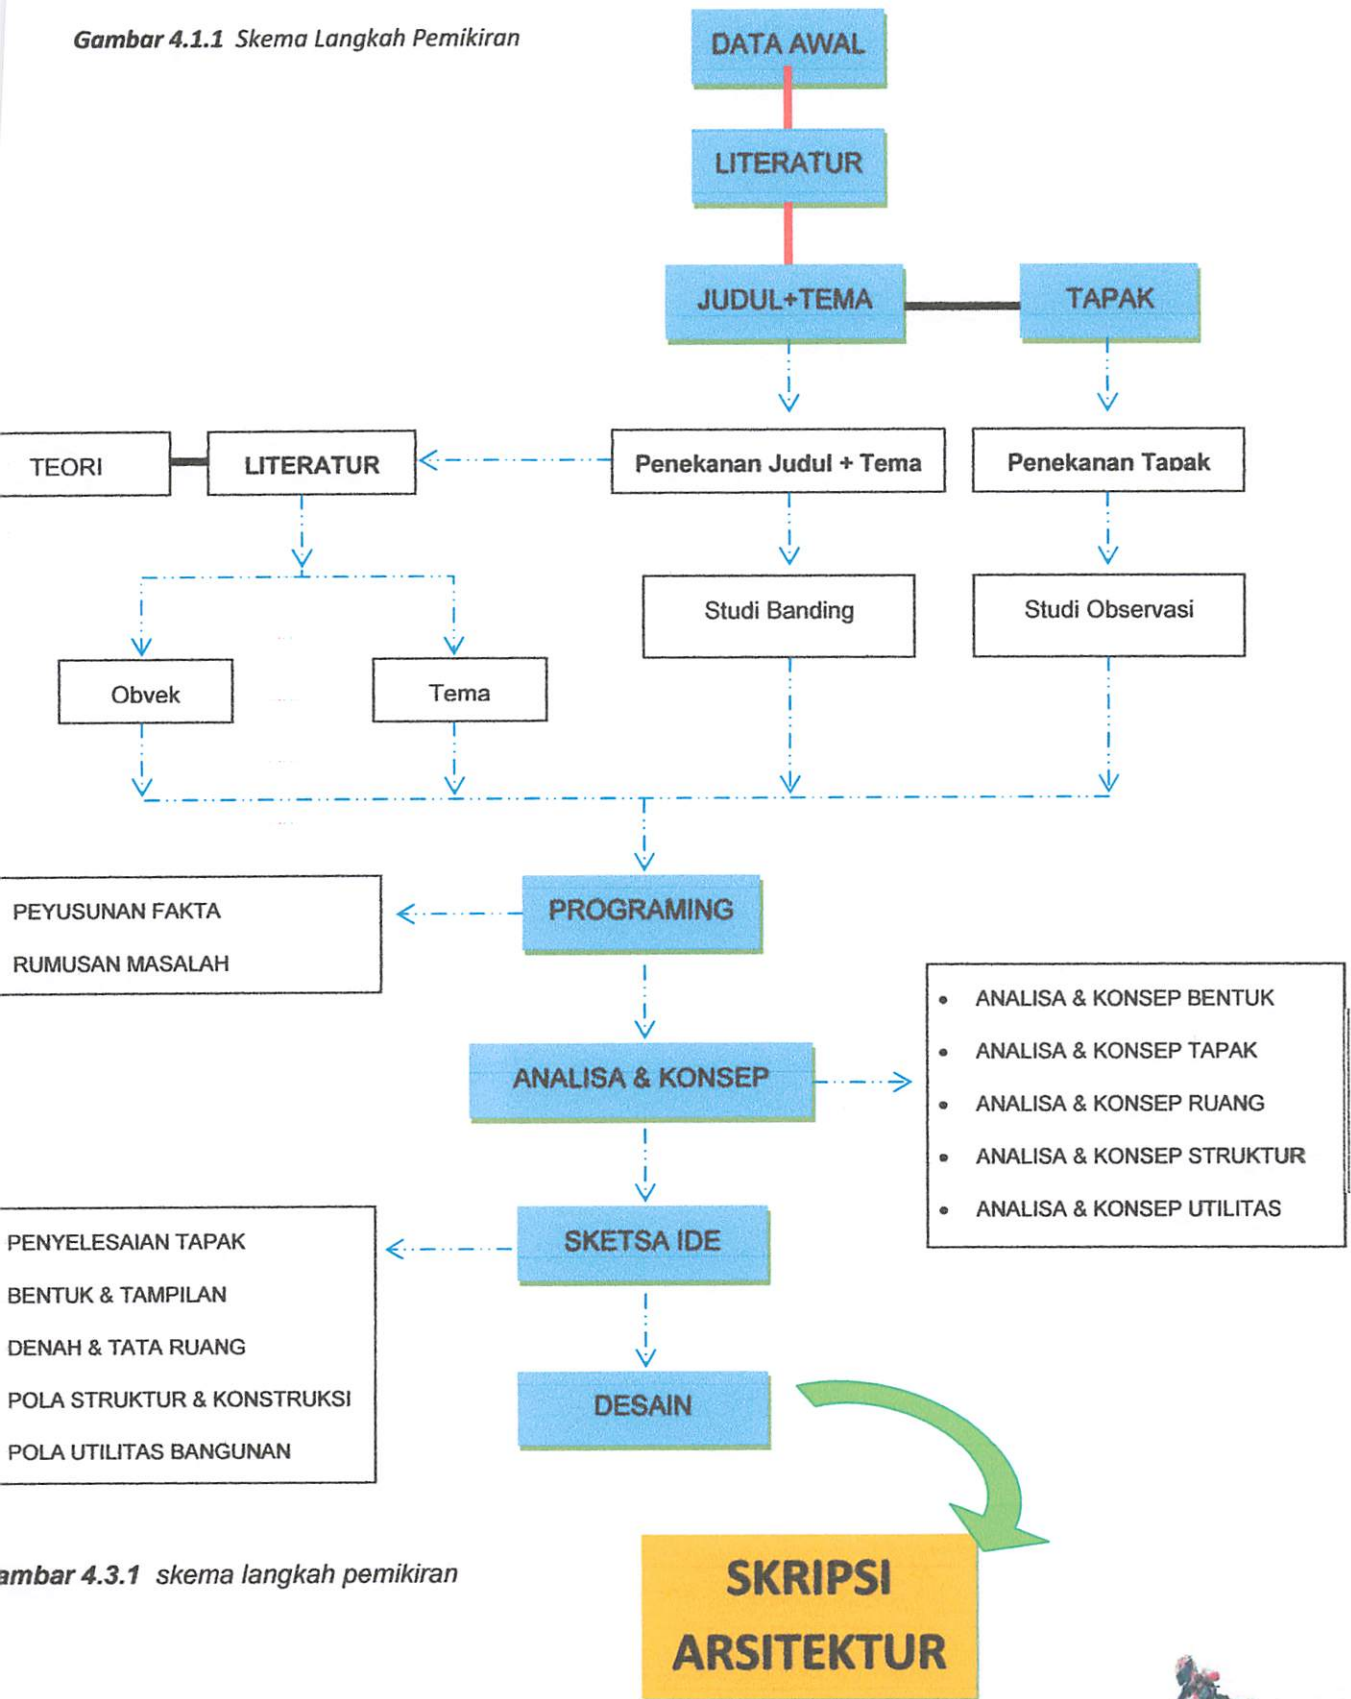 Gambar 4.1.1 Skema Langkah Pemikiran
DATA AWAL
LITERATUR
JUDUL+TEMA
TAPAK
TEORI
LITERATUR
Penekanan Judul + Tema
Penekanan Tapak
Studi Banding
Studi Observasi
Obyek
Tema
PEYUSUNAN FAKTA
RUMUSAN MASALAH
PROGRAMING
ANALISA & KONSEP
• ANALISA & KONSEP BENTUK
• ANALISA & KONSEP TAPAK
• ANALISA & KONSEP RUANG
• ANALISA & KONSEP STRUKTUR
• ANALISA & KONSEP UTILITAS
PENYELESAIAN TAPAK
BENTUK & TAMPILAN
DENAH & TATA RUANG
POLA STRUKTUR & KONSTRUKSI
POLA UTILITAS BANGUNAN
SKETSA IDE
DESAIN
ambar 4.3.1 skema langkah pemikiran
SKRIPSI
ARSITEKTUR